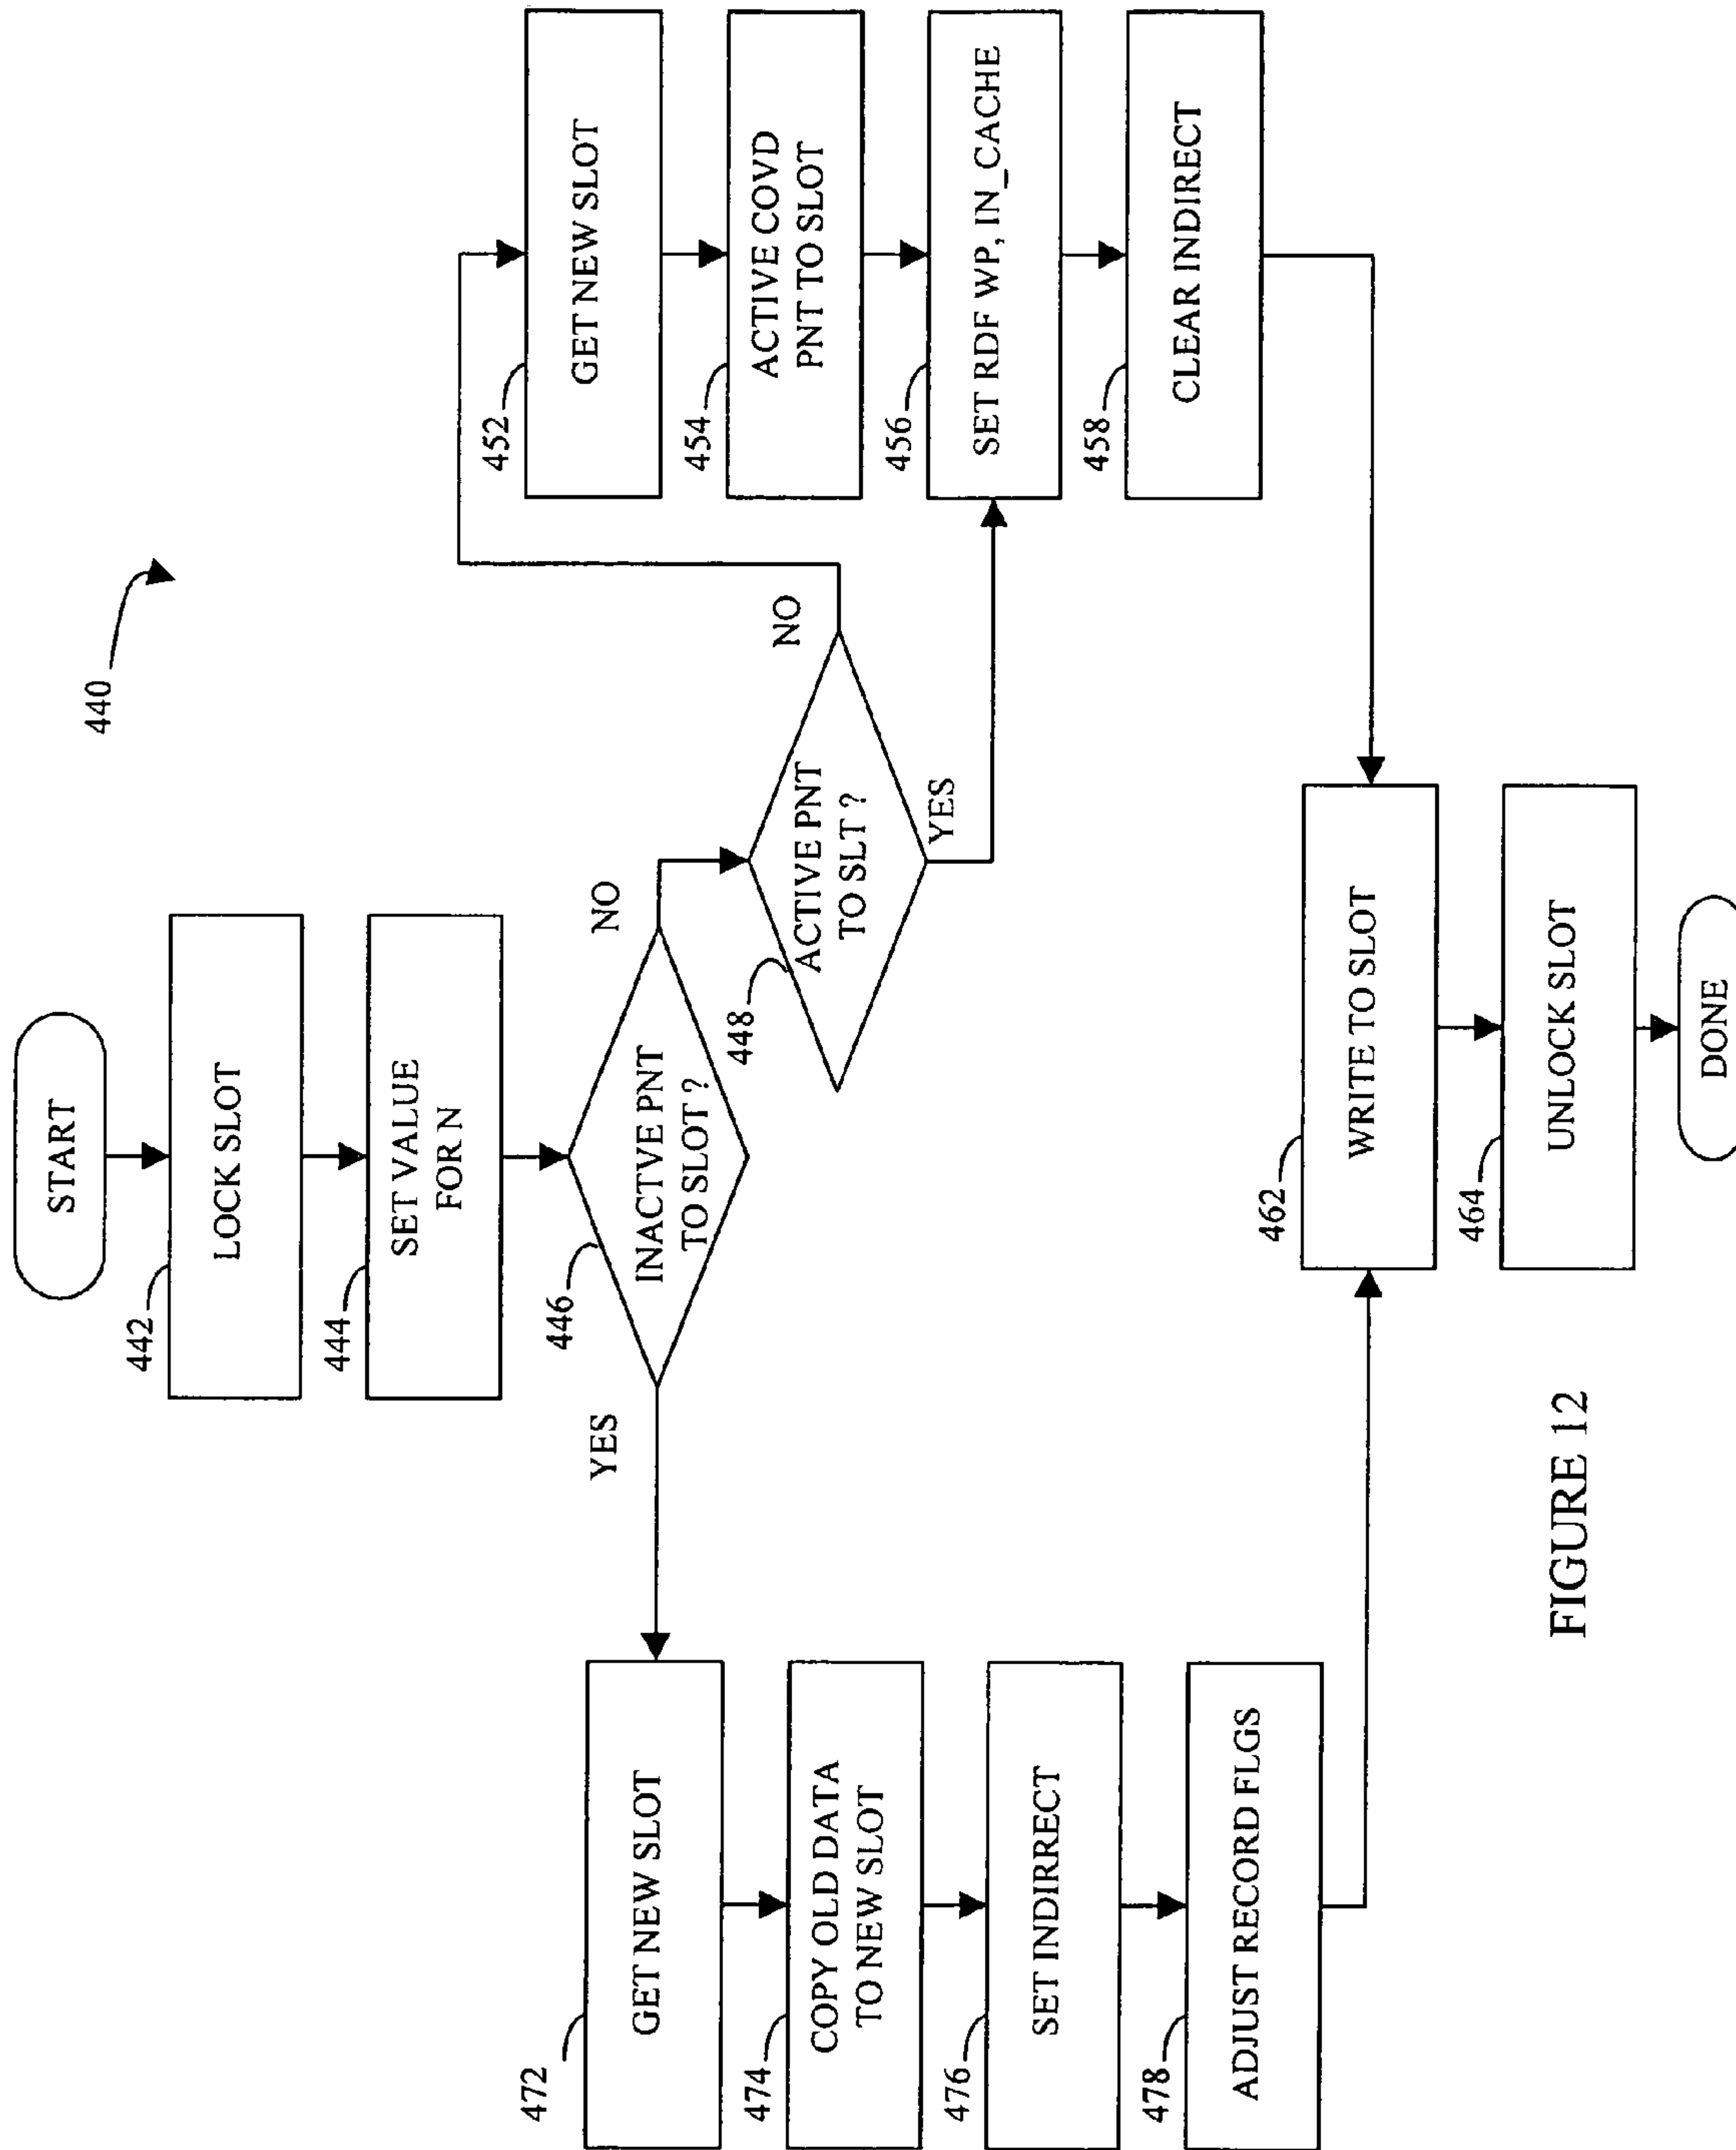 440
START
442
LOCK SLOT
444
SET VALUE
FOR N
446
INACTVE PNT
TO SLOT ?
YES
NO
448
ACTIVE PNT
TO SLT ?
NO
YES
452
GET NEW SLOT
454
ACTIVE COVD
PNT TO SLOT
456
SET RDF WP, IN_CACHE
458
CLEAR INDIRECT
472
GET NEW SLOT
474
COPY OLD DATA
TO NEW SLOT
476
SET INDIRRECT
478
ADJUST RECORD FLGS
462
WRITE TO SLOT
464
UNLOCK SLOT
DONE
FIGURE 12